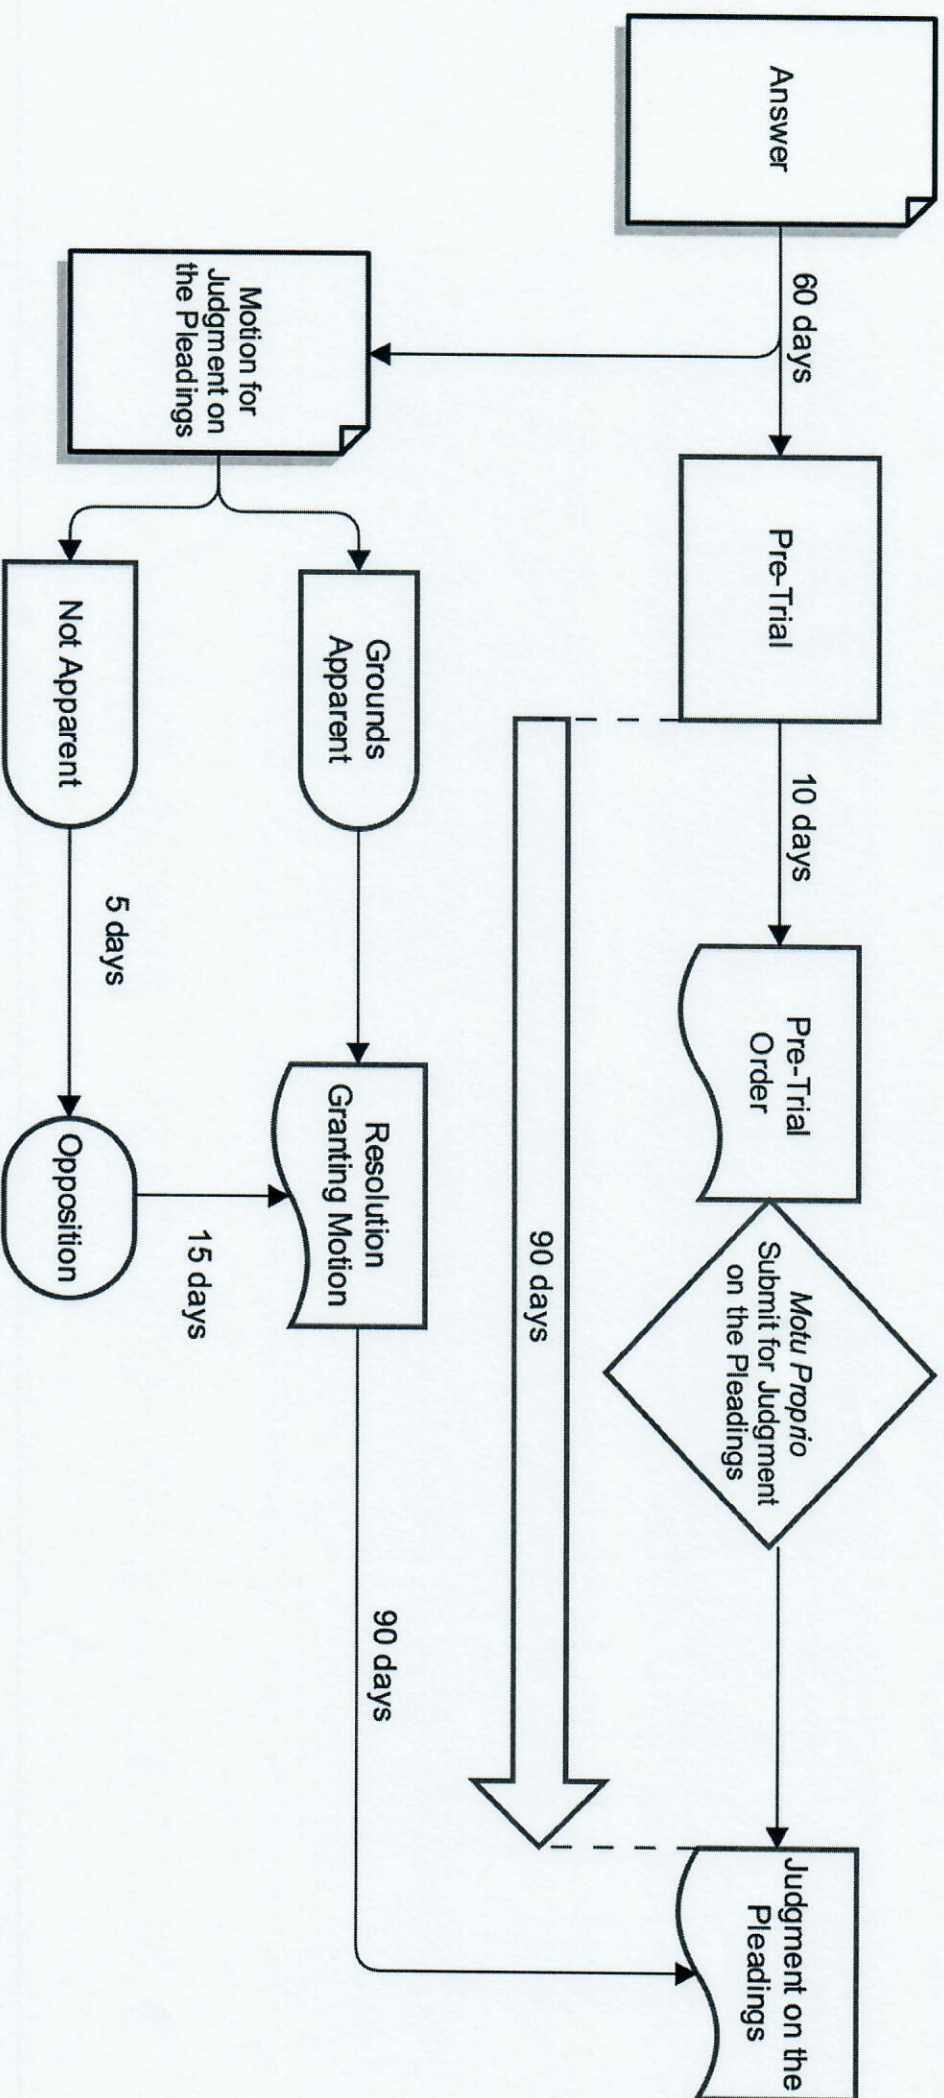 Answer
60 days
Pre-Trial
10 days
Pre-Trial
Order
Motu Proprio
Submit for Judgment
on the Pleadings
Judgment on the
Pleadings
90 days
Motion for
Judgment on
the Pleadings
Grounds
Apparent
Resolution
Granting Motion
90 days
Not Apparent
5 days
Opposition
15 days